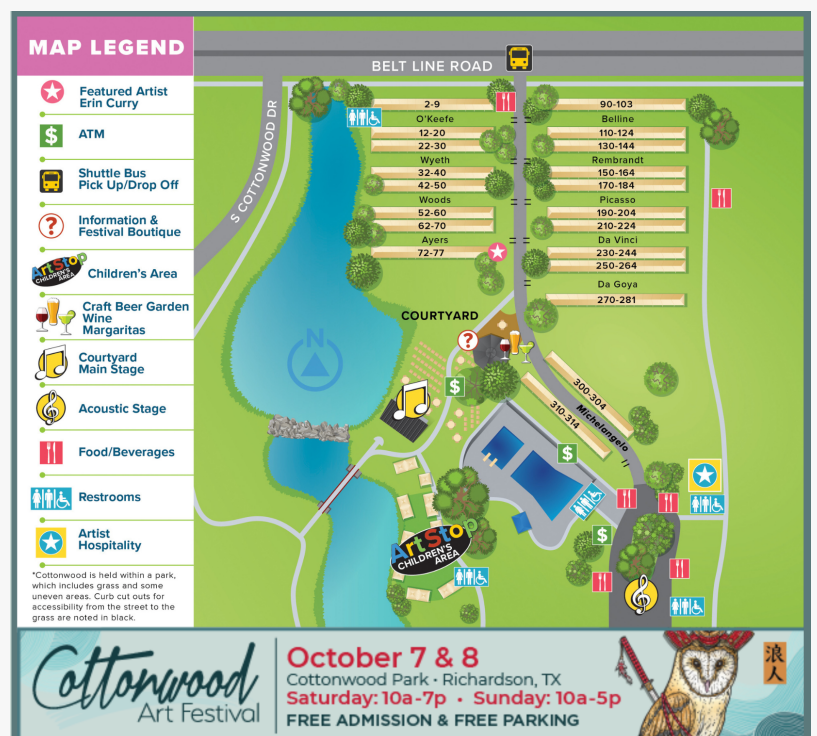 MAP LEGEND
Featured Artist
Erin Curry
$
ATM
Shuttle Bus
Pick Up/Drop Off
?
Information &
Festival Boutique
ArtStop
CHILDREN'S
AREA
Children's Area
Craft Beer Garden
Wine
Margaritas
Courtyard
Main Stage
Acoustic Stage
Food/Beverages
Restrooms
Artist
Hospitality
*Cottonwood is held within a park,
which includes grass and some
uneven areas. Curb cut outs for
accessibility from the street to the
grass are noted in black.
BELT LINE ROAD
S COTTONWOOD DR
2-9
O'Keefe
12-20
22-30
Wyeth
32-40
42-50
Woods
52-60
62-70
Ayers
72-77
90-103
Belline
110-124
130-144
Rembrandt
150-164
170-184
Picasso
190-204
210-224
Da Vinci
230-244
250-264
Da Goya
270-281
COURTYARD
?
N
$
300-304
310-314
Michelangelo
$
$
ArtStop
CHILDREN'S
AREA
Cottonwood
Art Festival
October 7 & 8
Cottonwood Park • Richardson, TX
Saturday: 10a-7p • Sunday: 10a-5p
FREE ADMISSION & FREE PARKING
浪
人